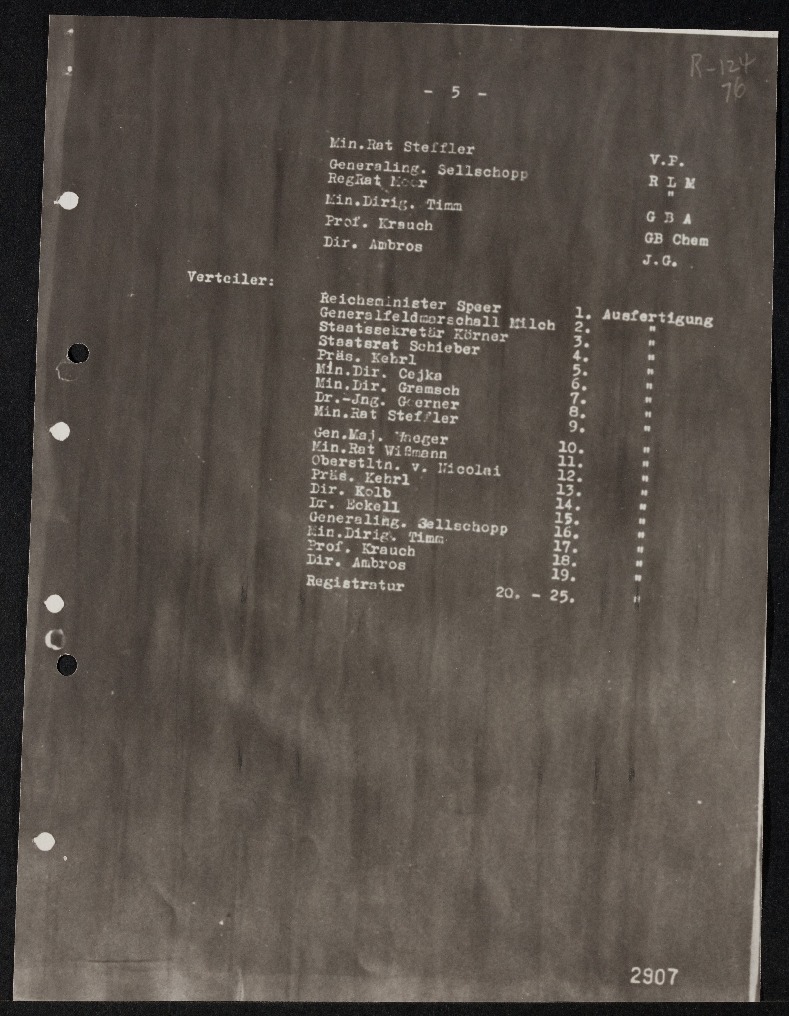 R-124
76
- 5 -
Min.Rat Steffler V.P.
Generaling. Sellschopp R L M
RegRat "
Min.Dirig. Timm G B A
Prof. Krauch GB Chem
Dir. Ambros J.G.
Verteiler:
Reichsminister Speer 1. Ausfertigung
Generalfeldmarschall Milch 2. "
Staatssekretär Körner 3. "
Staatsrat Schieber 4. "
Präs. Kehrl 5. "
Min.Dir. Cejka 6. "
Min.Dir. Gramsch 7. "
Dr.-Jng. Goerner 8. "
Min.Rat Steffler 9. "
Gen.Maj. 10. "
Min.Rat Wißmann 11. "
Oberstltn. v. Nicolai 12. "
Präs. Kehrl 13. "
Dir. Kolb 14. "
Dr. Eckell 15. "
Generaling. Sellschopp 16. "
Min.Dirig. Timm 17. "
Prof. Krauch 18. "
Dir. Ambros 19. "
Registratur 20. - 25. "
2907